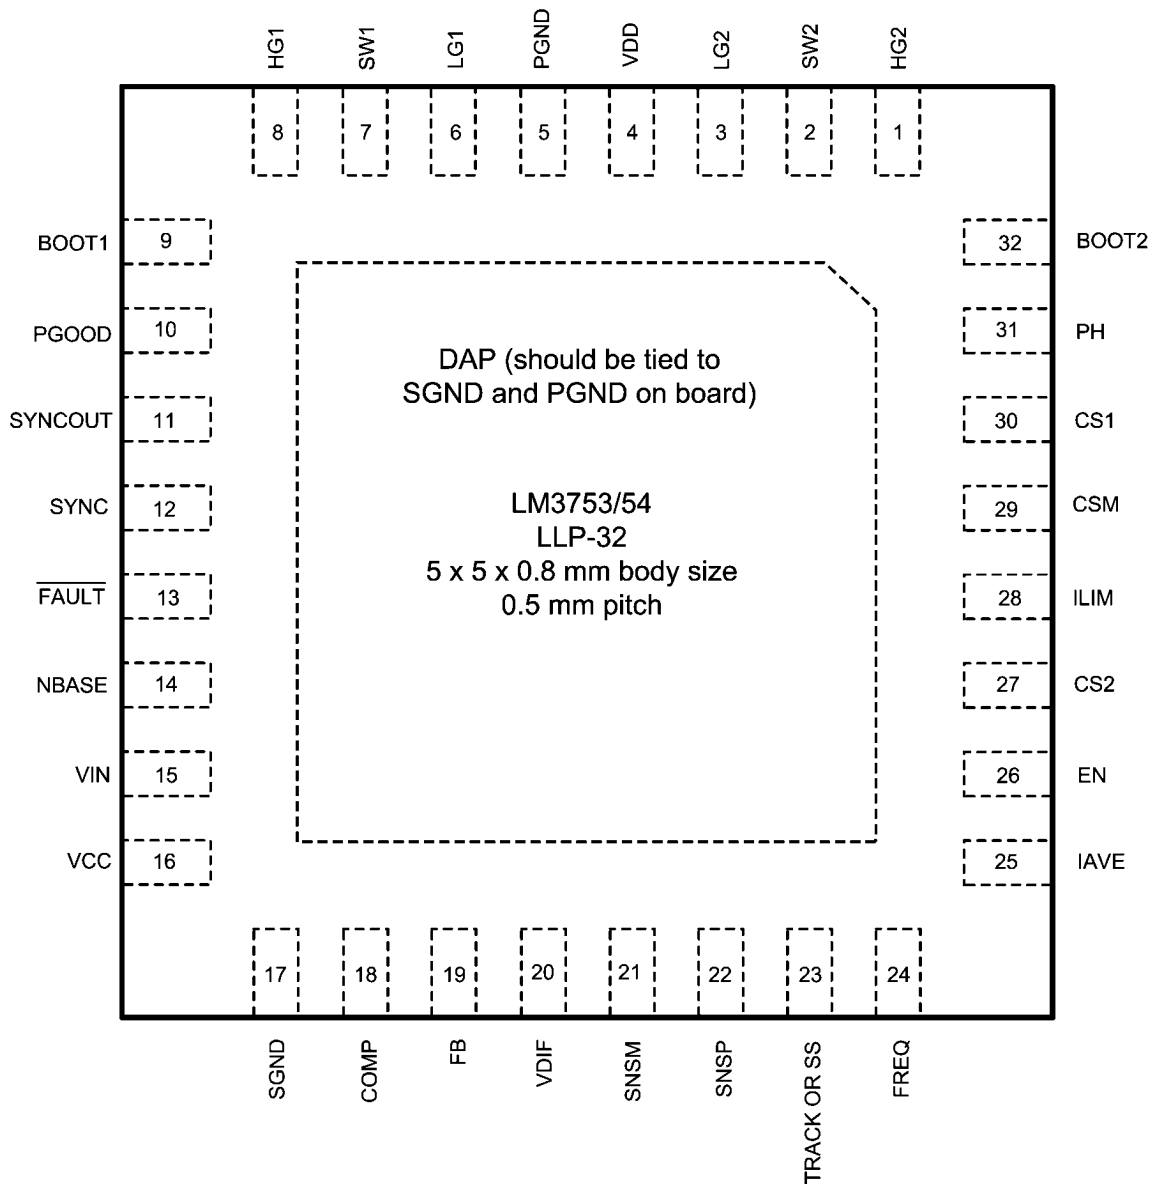 HG1
SW1
LG1
PGND
VDD
LG2
SW2
HG2
8
7
6
5
4
3
2
1
BOOT1
9
32
BOOT2
PGOOD
10
31
PH
SYNCOUT
11
30
CS1
SYNC
12
29
CSM
FAULT
13
28
ILIM
NBASE
14
27
CS2
VIN
15
26
EN
VCC
16
25
IAVE
DAP (should be tied to
SGND and PGND on board)
LM3753/54
LLP-32
5 x 5 x 0.8 mm body size
0.5 mm pitch
17
18
19
20
21
22
23
24
SGND
COMP
FB
VDIF
SNSM
SNSP
TRACK OR SS
FREQ